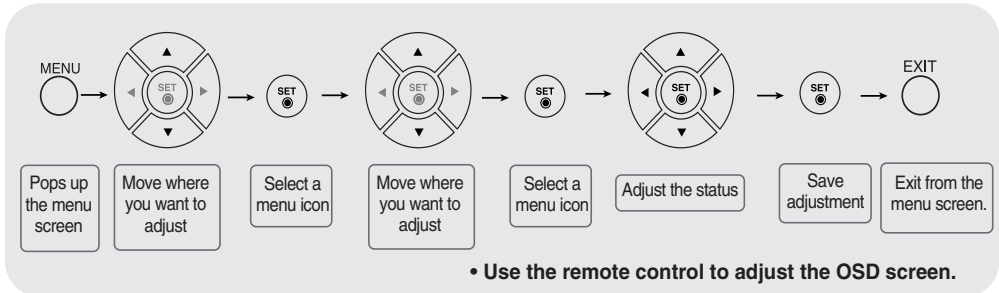 MENU
SET
SET
SET
SET
SET
SET
EXIT
Pops up
the menu
screen
Move where
you want to
adjust
Select a
menu icon
Move where
you want to
adjust
Select a
menu icon
Adjust the status
Save
adjustment
Exit from the
menu screen.
• Use the remote control to adjust the OSD screen.